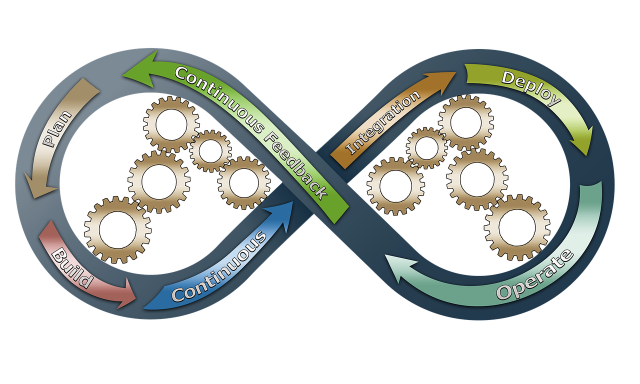 Continuous Feedback
Plan
Build
Continuous
Integration
Deploy
Operate